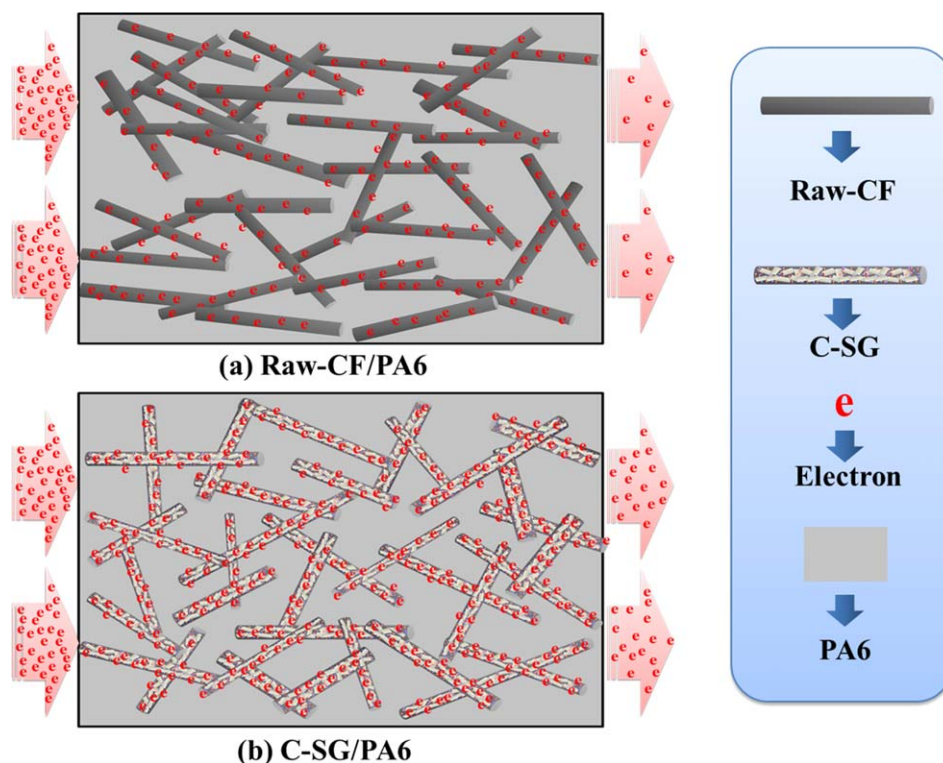 (a) Raw-CF/PA6
(b) C-SG/PA6
Raw-CF
C-SG
e
Electron
PA6